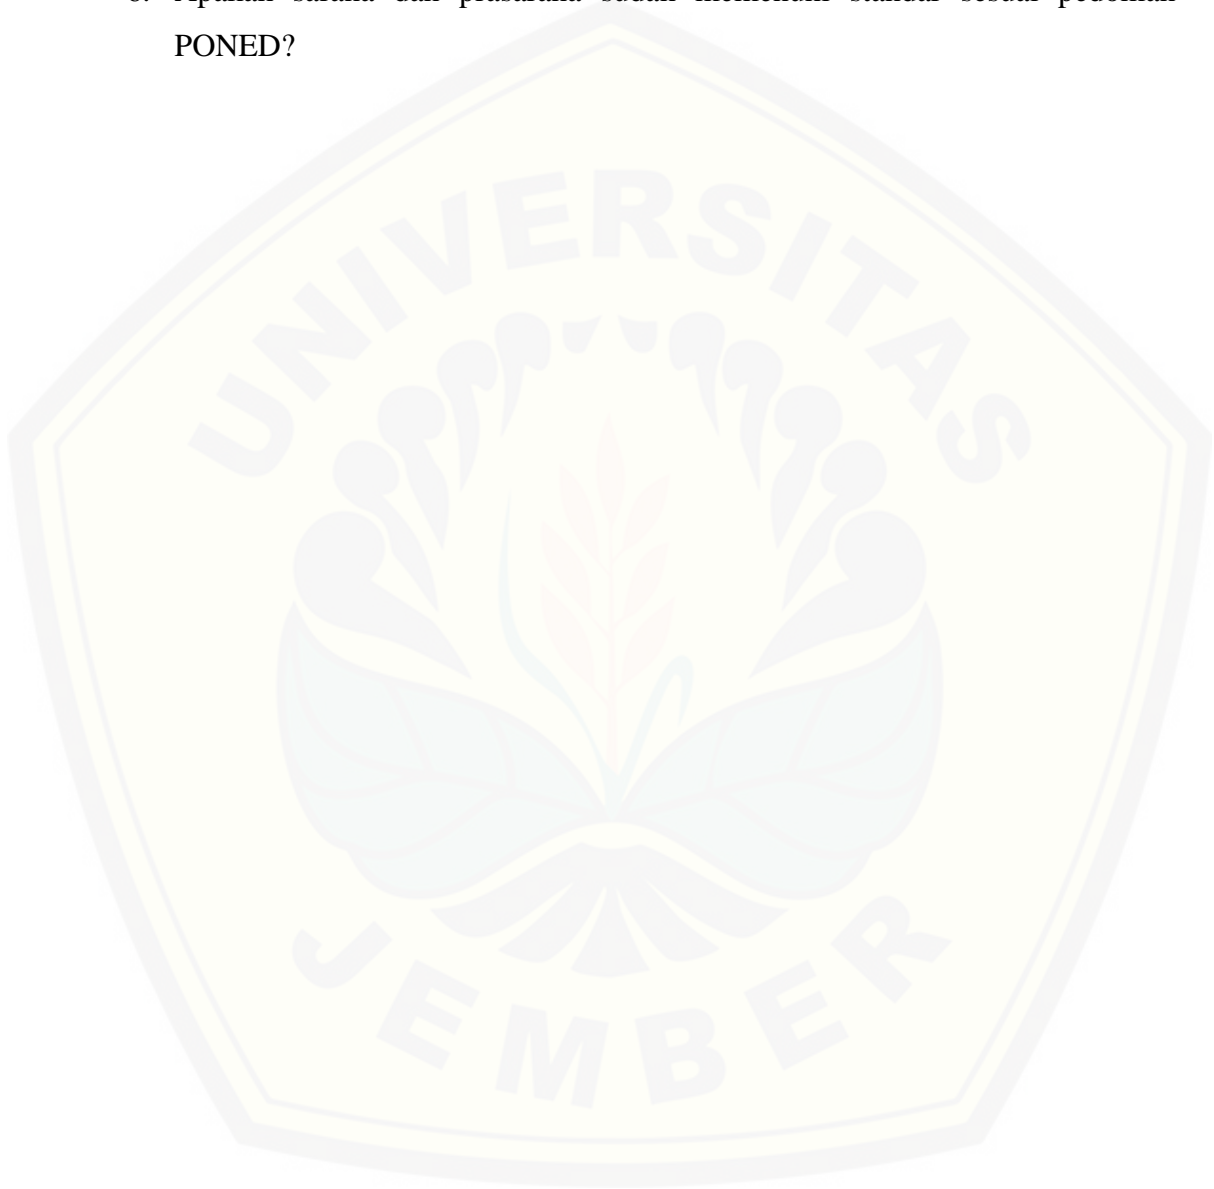 Apakah sarana dan prasarana sudah memenuhi standar sesuai pedoman
PONED?
UNIVERSITAS
JEMBER